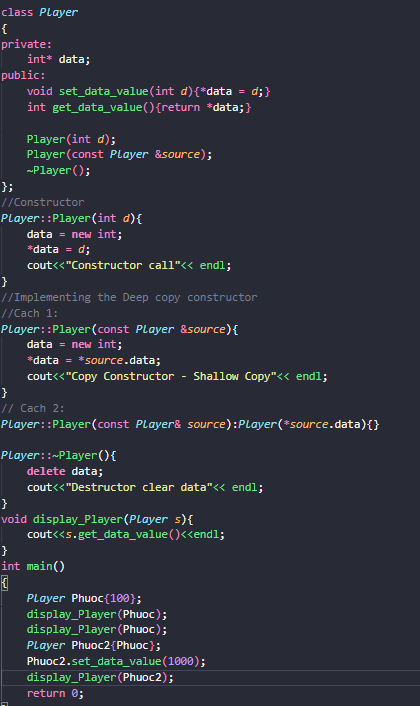 class Player
{
private:
    int* data;
public:
    void set_data_value(int d){*data = d;}
    int get_data_value(){return *data;}

    Player(int d);
    Player(const Player &source);
    ~Player();
};
//Constructor
Player::Player(int d){
    data = new int;
    *data = d;
    cout<<"Constructor call"<< endl;
}
//Implementing the Deep copy constructor
//Cach 1:
Player::Player(const Player &source){
    data = new int;
    *data = *source.data;
    cout<<"Copy Constructor - Shallow Copy"<< endl;
}
// Cach 2:
Player::Player(const Player& source):Player(*source.data){}

Player::~Player(){
    delete data;
    cout<<"Destructor clear data"<< endl;
}
void display_Player(Player s){
    cout<<s.get_data_value()<<endl;
}
int main()
{
    Player Phuoc{100};
    display_Player(Phuoc);
    display_Player(Phuoc);
    Player Phuoc2{Phuoc};
    Phuoc2.set_data_value(1000);
    display_Player(Phuoc2);
    return 0;
}